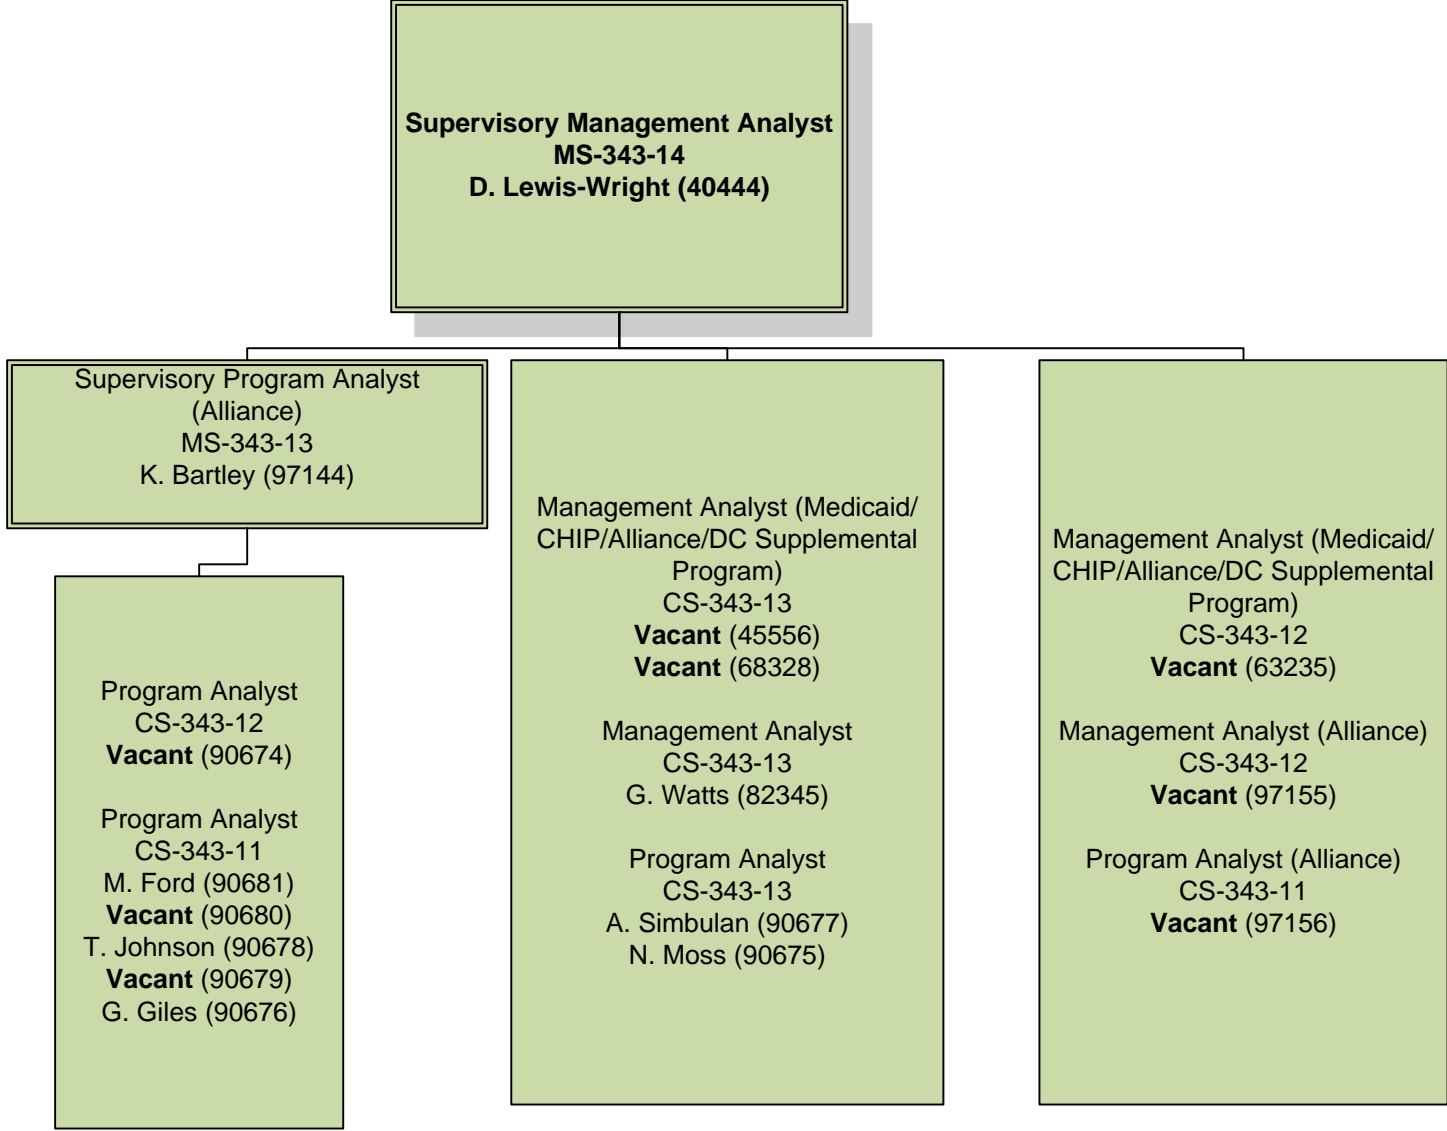 Supervisory Management Analyst
MS-343-14
D. Lewis-Wright (40444)
Supervisory Program Analyst
(Alliance)
MS-343-13
K. Bartley (97144)
Program Analyst
CS-343-12
Vacant (90674)
Program Analyst
CS-343-11
M. Ford (90681)
Vacant (90680)
T. Johnson (90678)
Vacant (90679)
G. Giles (90676)
Management Analyst (Medicaid/
CHIP/Alliance/DC Supplemental
Program)
CS-343-13
Vacant (45556)
Vacant (68328)
Management Analyst
CS-343-13
G. Watts (82345)
Program Analyst
CS-343-13
A. Simbulan (90677)
N. Moss (90675)
Management Analyst (Medicaid/
CHIP/Alliance/DC Supplemental
Program)
CS-343-12
Vacant (63235)
Management Analyst (Alliance)
CS-343-12
Vacant (97155)
Program Analyst (Alliance)
CS-343-11
Vacant (97156)